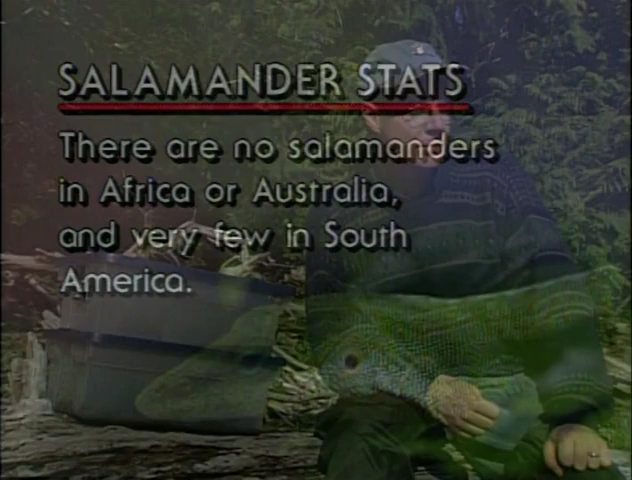 SALAMANDER STATS
There are no salamanders
in Africa or Australia,
and very few in South
America.